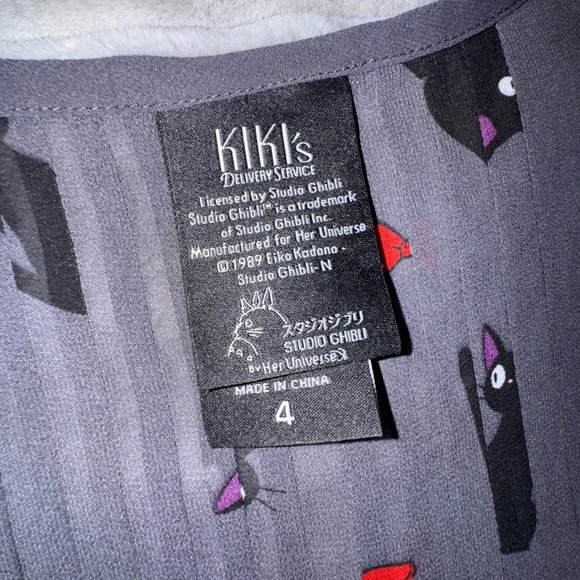 KIKI's
DELIVERY SERVICE
Licensed by Studio Ghibli
Studio Ghibli™ is a trademark
of Studio Ghibli Inc.
Manufactured for Her Universe
© 1989 Eiko Kadono -
Studio Ghibli-N
スタジオジブリ
STUDIO GHIBLI
BY Her Universe
MADE IN CHINA
4